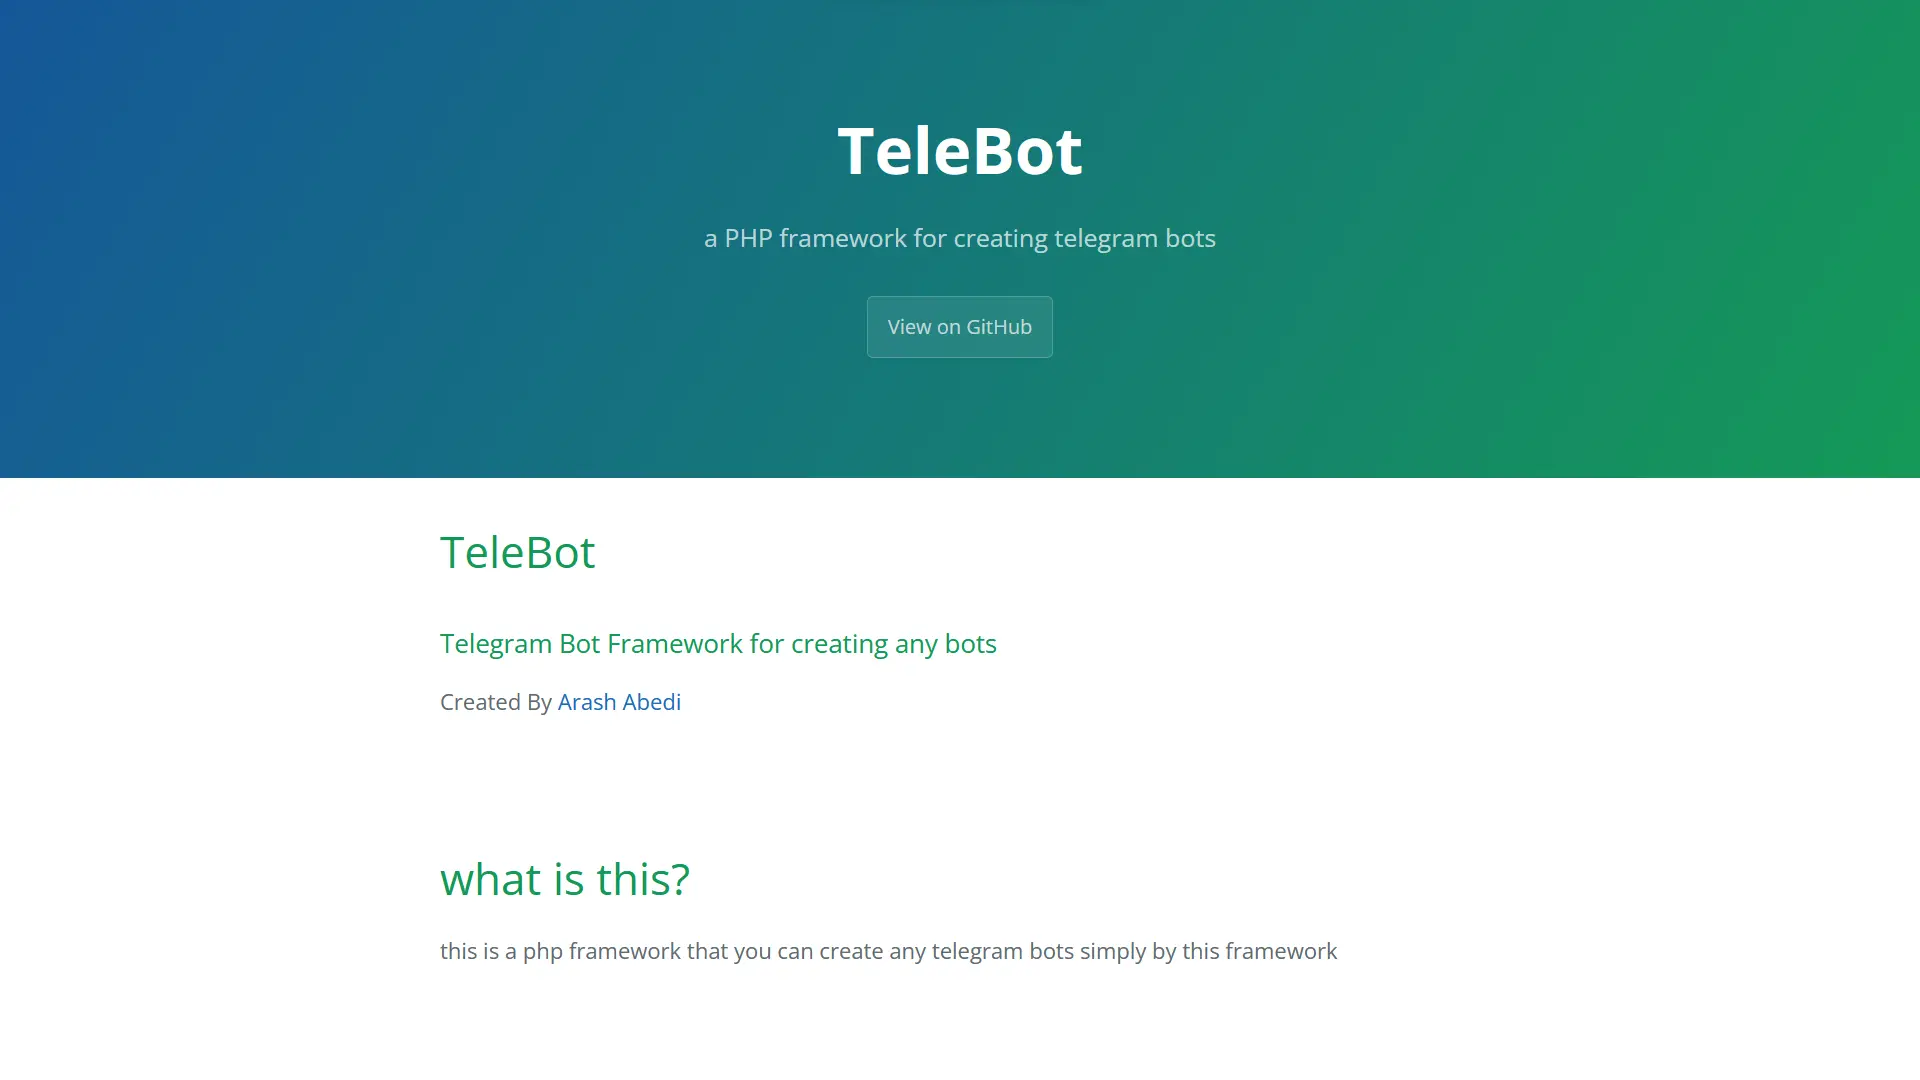 TeleBot
a PHP framework for creating telegram bots
View on GitHub
TeleBot
Telegram Bot Framework for creating any bots
Created By Arash Abedi
what is this?
this is a php framework that you can create any telegram bots simply by this framework